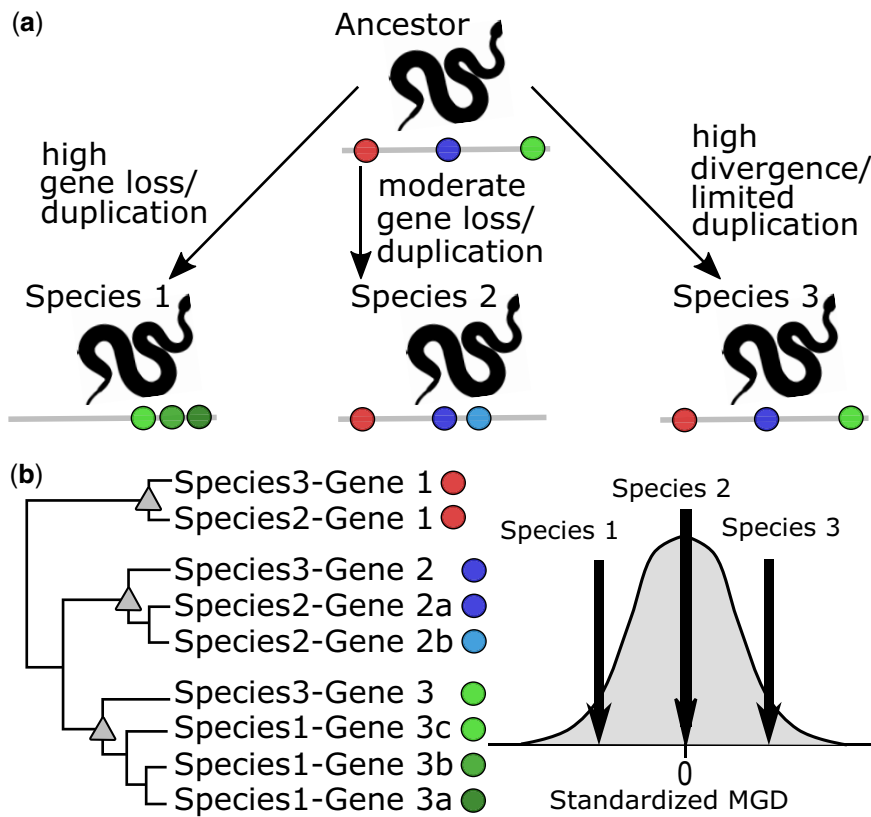 (a)
Ancestor
high
gene loss/
duplication
moderate
gene loss/
duplication
high
divergence/
limited
duplication
Species 1
Species 2
Species 3
(b)
Species3-Gene 1
Species2-Gene 1
Species3-Gene 2
Species2-Gene 2a
Species2-Gene 2b
Species3-Gene 3
Species1-Gene 3c
Species1-Gene 3b
Species1-Gene 3a
Species 2
Species 1
Species 3
0
Standardized MGD